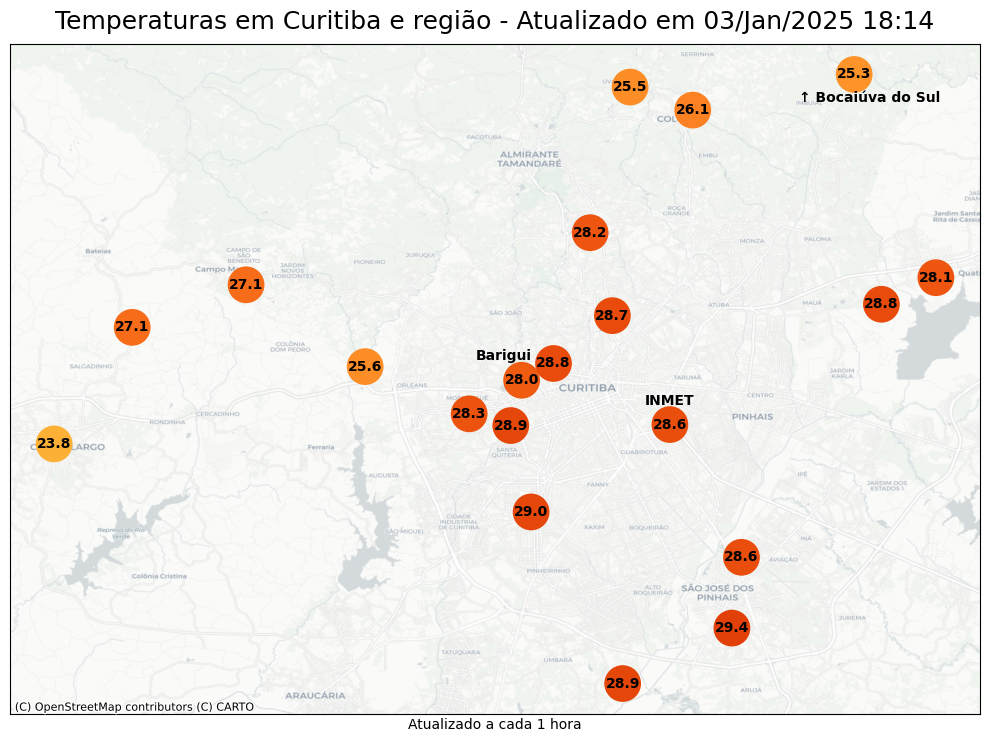 Temperaturas em Curitiba e região - Atualizado em 03/Jan/2025 18:14
SERRINHA
25.3
25.5
↑ Bocaiúva do Sul
26.1
PACOTUBA
EMBU
ALMIRANTE
TAMANDARÉ
ROÇA
GRANDE
Jardim Santa
Rita de Cássia
28.2
MONZA
PALOMA
Bateias
CAMPO DE
SÃO
BENEDITO
JURUQUI
PIONEIRO
JARDIM
NOVOS
HORIZONTES
Campo M
27.1
28.1
Quat
28.8
MAUÁ
ATUBA
SÃO JOÃO
28.7
27.1
COLÔNIA
DOM PEDRO
Barigui
28.8
SALGADINHO
25.6
JARDIM
KARLA
TARUMÃ
28.0
CURITIBA
ORLEANS
CENTRO
INMET
28.3
CERCADINHO
RONDINHA
PINHAIS
28.6
28.9
23.8
LARGO
Ferraria
SANTA
QUITÉRIA
GUABIROTUBA
AUGUSTA
IPÊ
FANNY
JARDIM DOS
ESTADOS I
29.0
CIDADE
INDUSTRIAL
DE CURITIBA
XAXIM
BOQUEIRÃO
Represa do Rio
Verde
SÃO MIGUEL
INÁ
28.6
AVIAÇÃO
PINHEIRINHO
Colônia Cristina
ALTO
BOQUEIRÃO
SÃO JOSÉ DOS
PINHAIS
JUREMA
29.4
TATUQUARA
UMBARÁ
28.9
ARUJÁ
ARAUCÁRIA
(C) OpenStreetMap contributors (C) CARTO
Atualizado a cada 1 hora